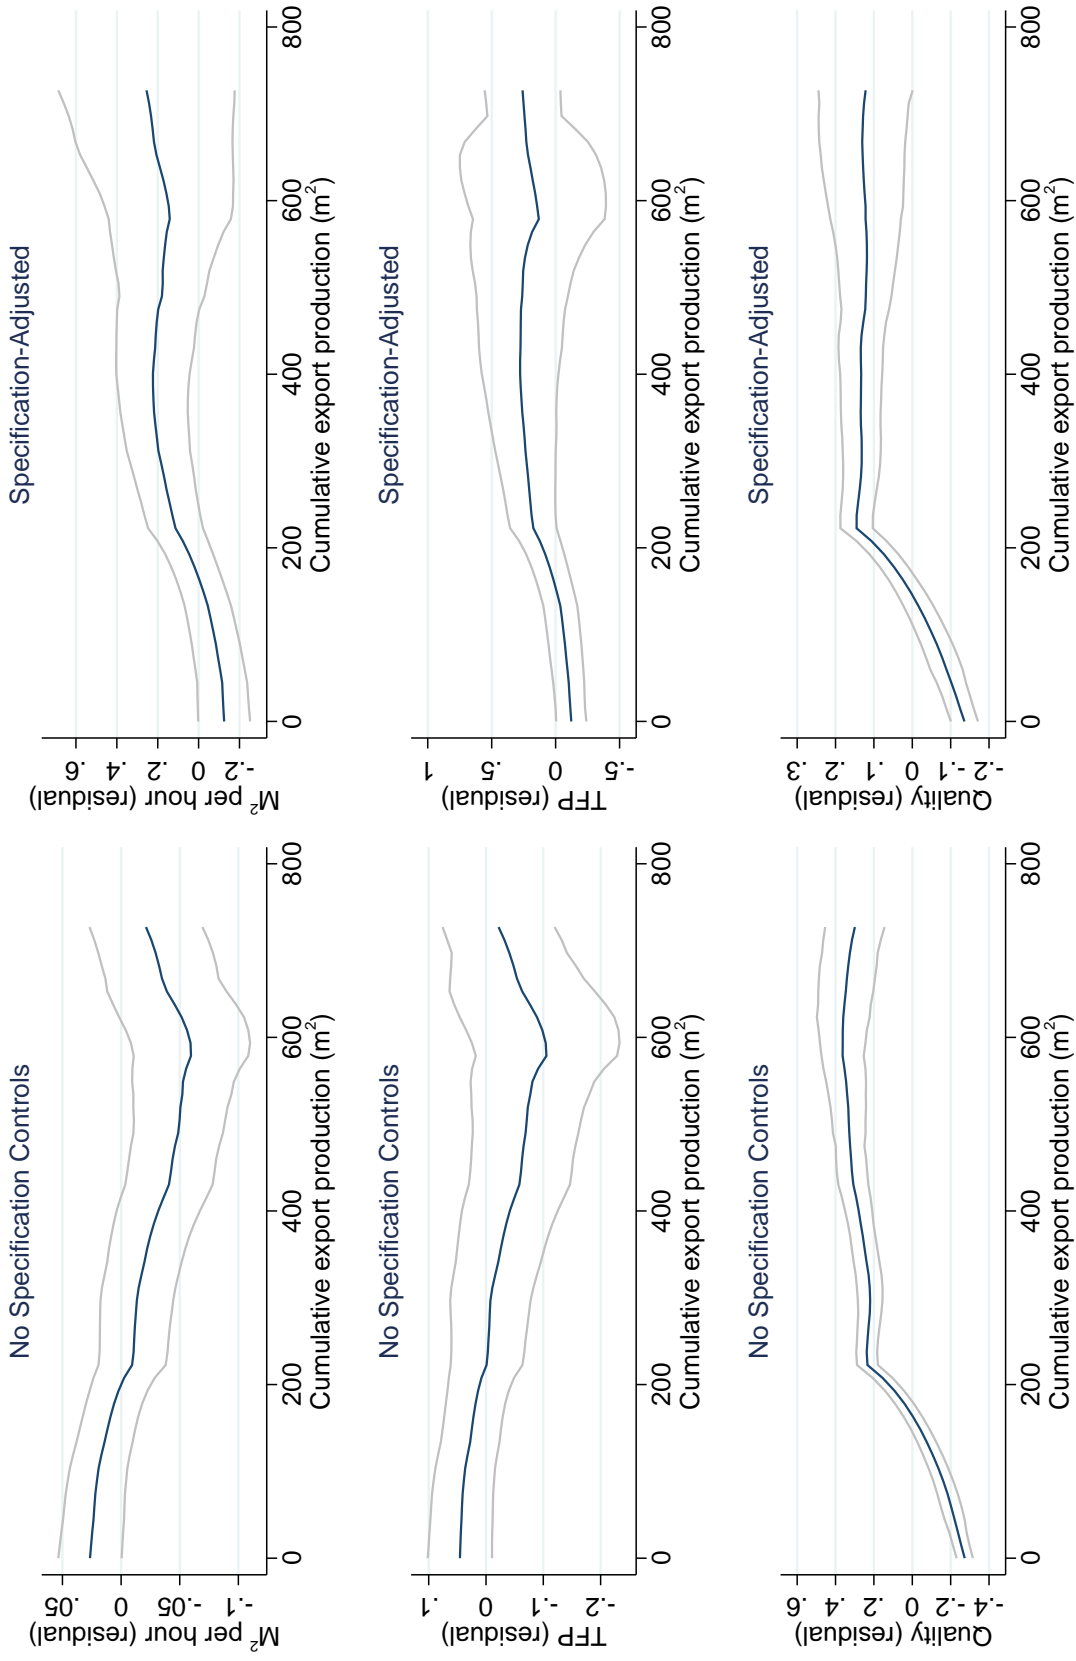 No Specification Controls
M² per hour (residual)
.05
0
-.05
-.1
0 200 400 600 800
Cumulative export production (m²)
Specification-Adjusted
M² per hour (residual)
.6
.4
.2
0
-.2
0 200 400 600 800
Cumulative export production (m²)
No Specification Controls
TFP (residual)
.1
0
-.1
-.2
0 200 400 600 800
Cumulative export production (m²)
Specification-Adjusted
TFP (residual)
1
.5
0
-.5
0 200 400 600 800
Cumulative export production (m²)
No Specification Controls
Quality (residual)
.6
.4
.2
0
-.2
-.4
0 200 400 600 800
Cumulative export production (m²)
Specification-Adjusted
Quality (residual)
.3
.2
.1
0
-.1
-.2
0 200 400 600 800
Cumulative export production (m²)